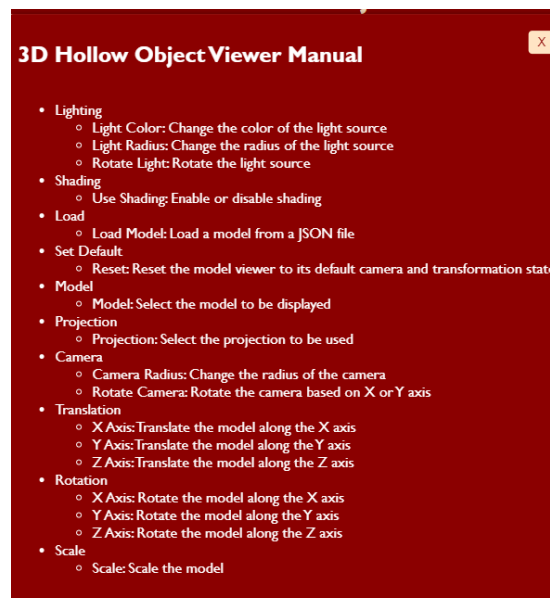 3D Hollow Object Viewer Manual
X
Lighting
Light Color: Change the color of the light source
Light Radius: Change the radius of the light source
Rotate Light: Rotate the light source
Shading
Use Shading: Enable or disable shading
Load
Load Model: Load a model from a JSON file
Set Default
Reset: Reset the model viewer to its default camera and transformation state
Model
Model: Select the model to be displayed
Projection
Projection: Select the projection to be used
Camera
Camera Radius: Change the radius of the camera
Rotate Camera: Rotate the camera based on X or Y axis
Translation
X Axis: Translate the model along the X axis
Y Axis: Translate the model along the Y axis
Z Axis: Translate the model along the Z axis
Rotation
X Axis: Rotate the model along the X axis
Y Axis: Rotate the model along the Y axis
Z Axis: Rotate the model along the Z axis
Scale
Scale: Scale the model